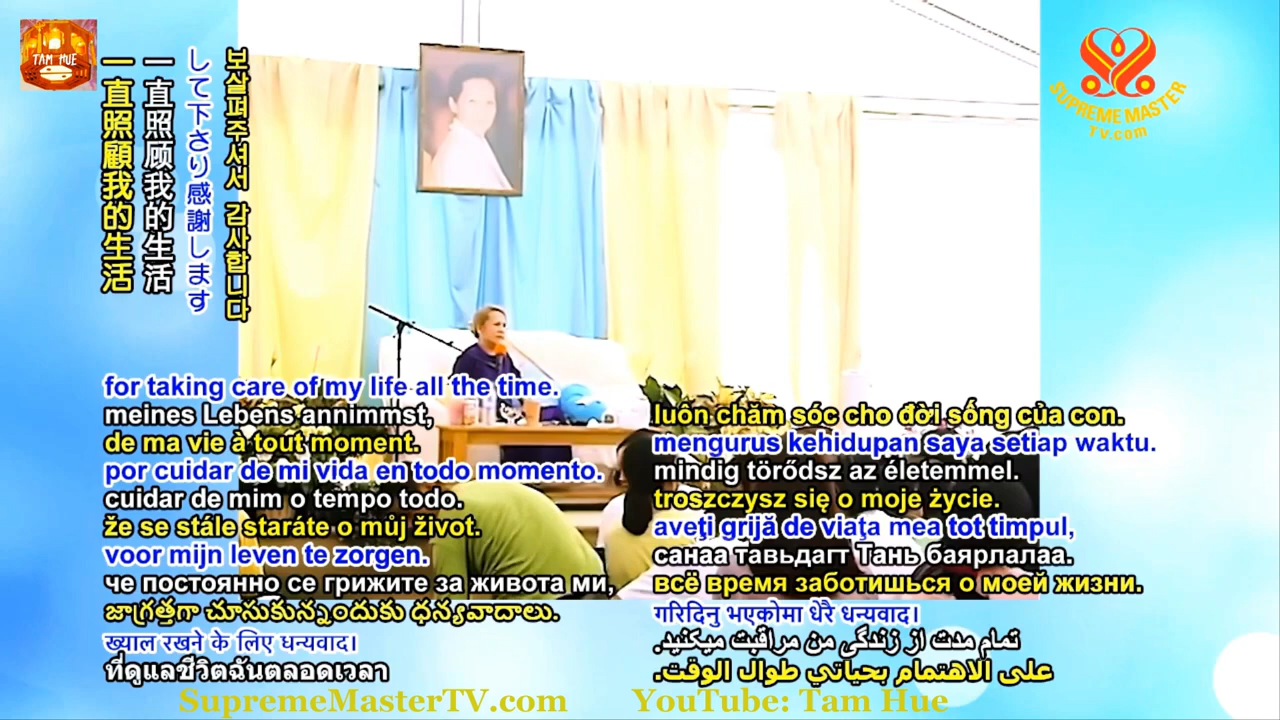 TAM HUE
一直照顧我的生活
一直照顾我的生活
して下さり感謝します
보살펴주셔서 감사합니다
SUPREME MASTER
TV.com
for taking care of my life all the time.
meines Lebens annimmst,
de ma vie à tout moment.
por cuidar de mi vida en todo momento.
cuidar de mim o tempo todo.
že se stále staráte o můj život.
voor mijn leven te zorgen.
че постоянно се грижите за живота ми,
జాగ్రత్తగా చూసుకున్నందుకు ధన్యవాదాలు.
ख्याल रखने के लिए धन्यवाद।
ที่ดูแลชีวิตฉันตลอดเวลา
luôn chăm sóc cho đời sống của con.
mengurus kehidupan saya setiap waktu.
mindig törődsz az életemmel.
troszczysz się o moje życie.
aveţi grijă de viaţa mea tot timpul,
санаа тавьдагт Тань баярлалаа.
всё время заботишься о моей жизни.
गरिदिनु भएकोमा धेरै धन्यवाद।
تمام مدت از زندگی من مراقبت میکنید.
على الاهتمام بحياتي طوال الوقت.
SupremeMasterTV.com
YouTube: Tam Hue